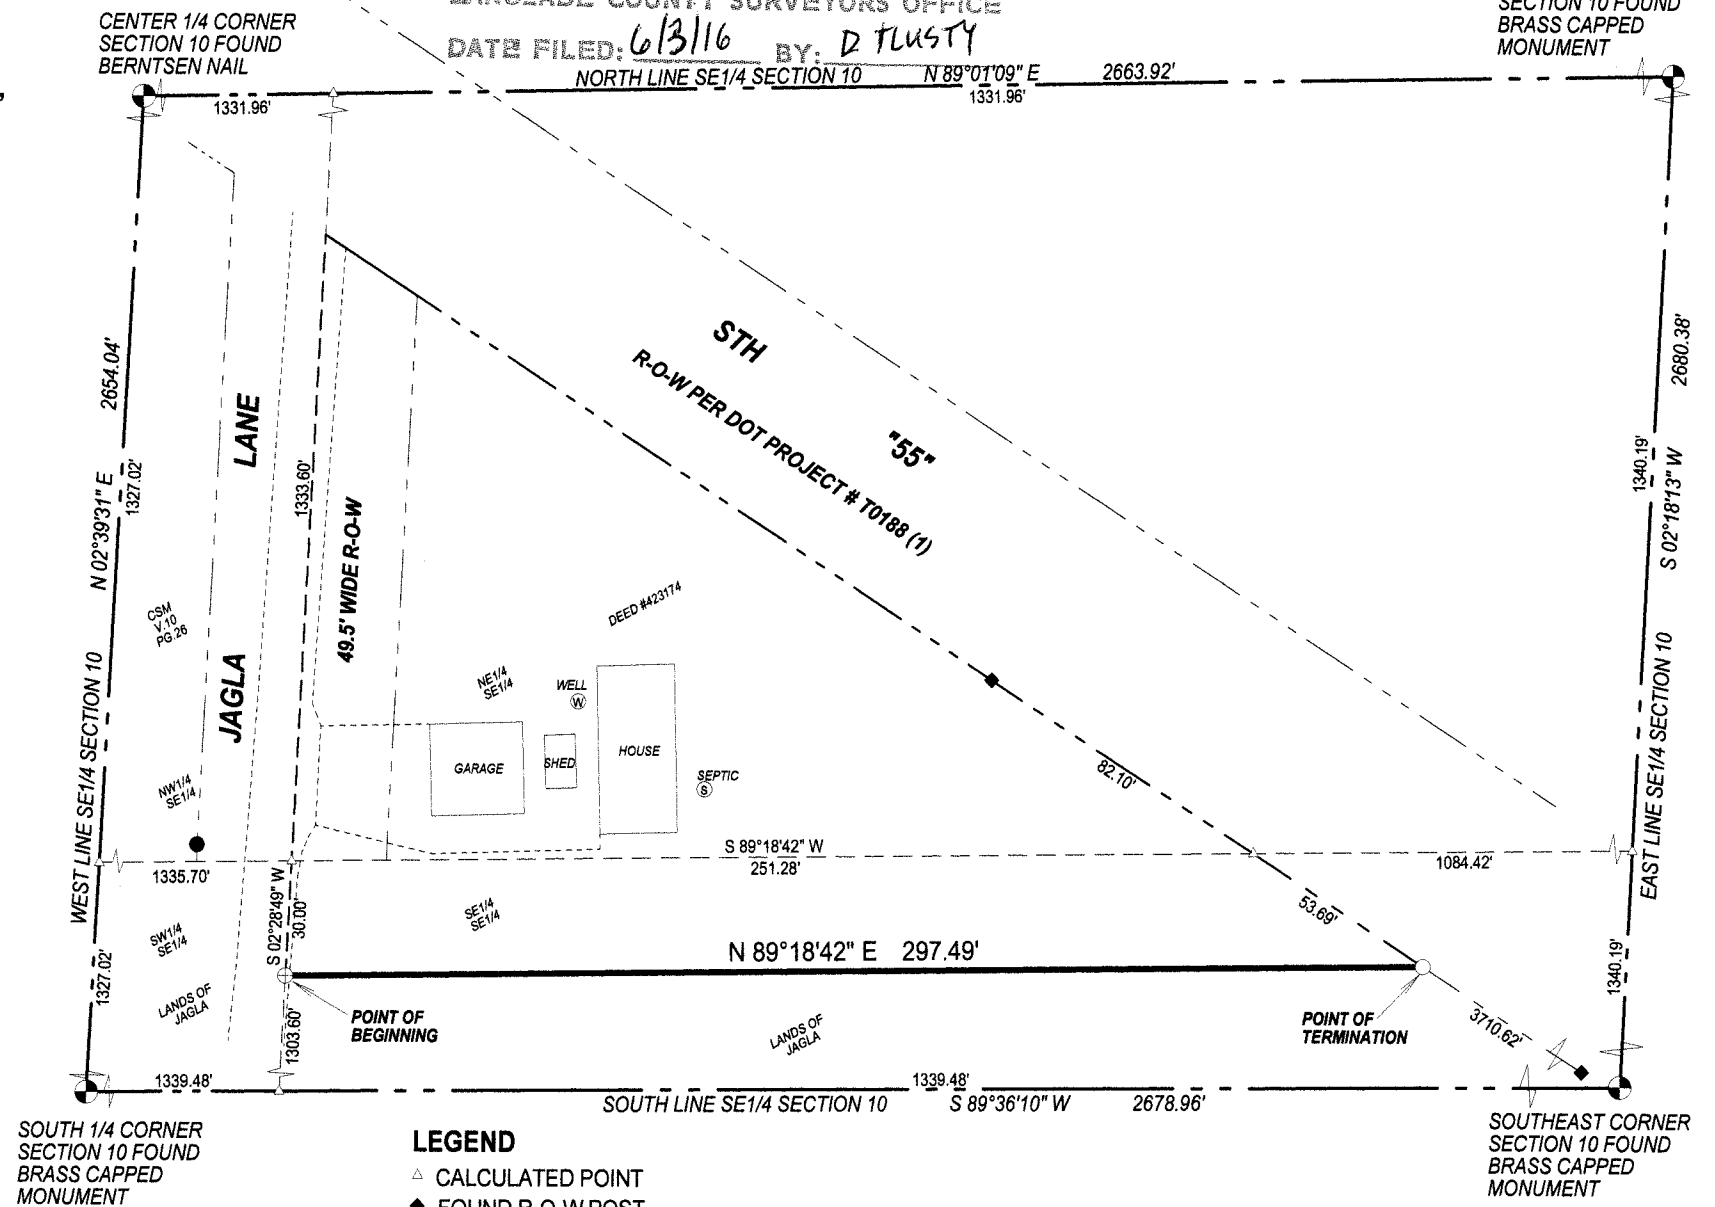 LANGLADE COUNTY SURVEYORS OFFICE
DATE FILED: 6/3/16 BY: D TLUSTY
CENTER 1/4 CORNER
SECTION 10 FOUND
BERNTSEN NAIL
SECTION 10 FOUND
BRASS CAPPED
MONUMENT
NORTH LINE SE1/4 SECTION 10 N 89°01'09" E 2663.92'
1331.96'
1331.96'
WEST LINE SE1/4 SECTION 10 N 02°39'31" E 2654.04'
1327.02'
1327.02'
JAGLA LANE
1333.60'
49.5' WIDE R-O-W
STH "55"
R-O-W PER DOT PROJECT # T0188 (1)
2680.38'
S 02°18'13" W
EAST LINE SE1/4 SECTION 10
1340.19'
1340.19'
CSM
V.10
PG.26
DEED #423174
NE1/4
SE1/4
WELL
W
GARAGE
SHED
HOUSE
SEPTIC
S
82.10'
NW1/4
SE1/4
S 89°18'42" W
251.28'
1335.70'
1084.42'
S 02°28'49" W
30.00'
SE1/4
SE1/4
53.69'
SW1/4
SE1/4
N 89°18'42" E 297.49'
LANDS OF
JAGLA
POINT OF
BEGINNING
1303.60'
LANDS OF
JAGLA
POINT OF
TERMINATION
3710.62'
1339.48'
1339.48'
SOUTH LINE SE1/4 SECTION 10 S 89°36'10" W 2678.96'
SOUTH 1/4 CORNER
SECTION 10 FOUND
BRASS CAPPED
MONUMENT
SOUTHEAST CORNER
SECTION 10 FOUND
BRASS CAPPED
MONUMENT
LEGEND
CALCULATED POINT
FOUND R-O-W POST